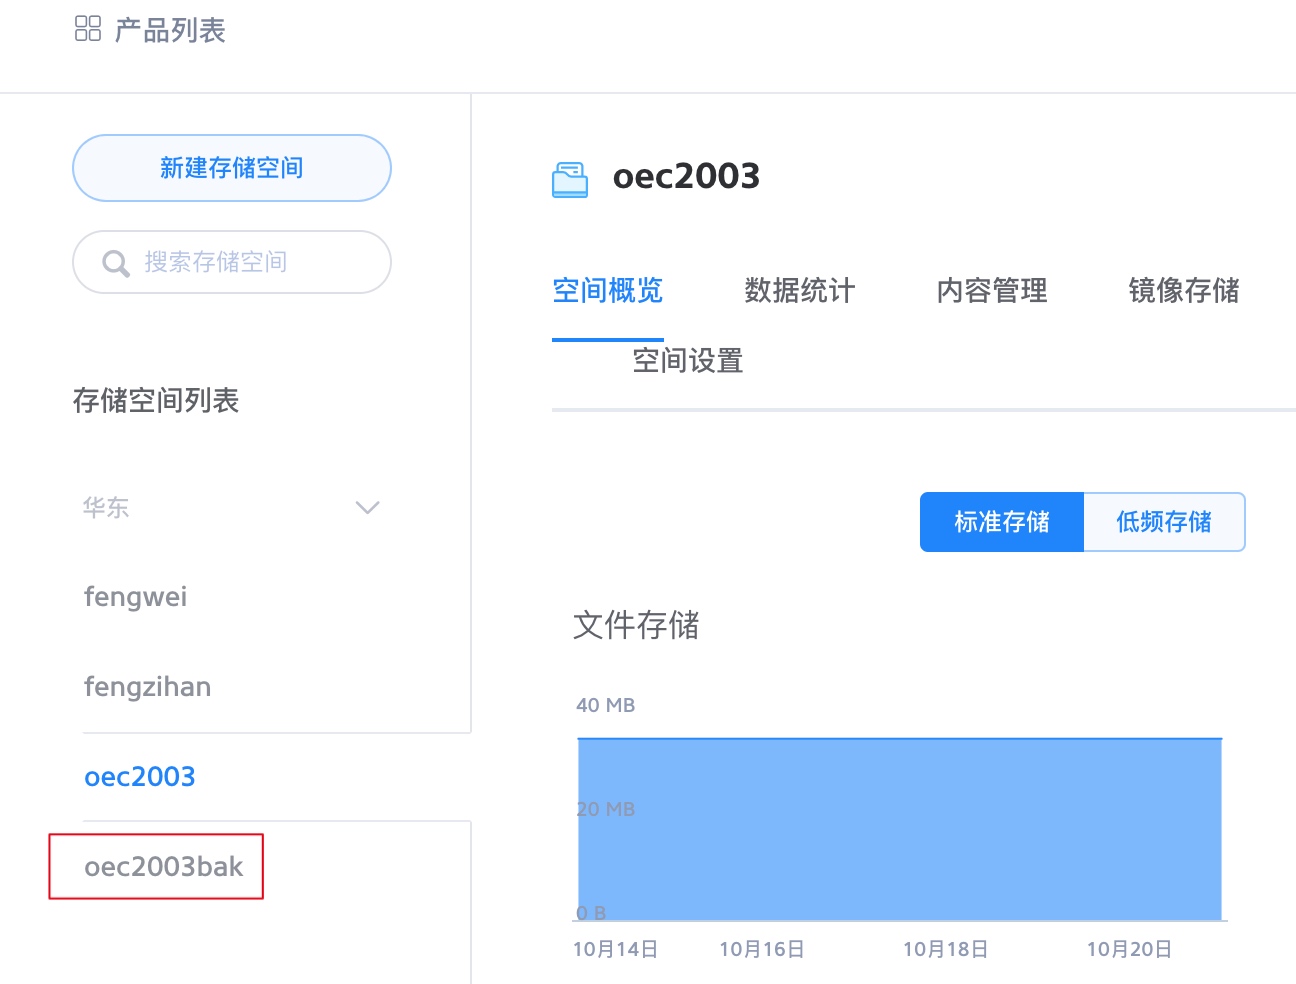 产品列表
新建存储空间
搜索存储空间
存储空间列表
华东
fengwei
fengzihan
oec2003
oec2003bak
oec2003
空间概览 数据统计 内容管理 镜像存储
空间设置
标准存储 低频存储
文件存储
40 MB
20 MB
0 B
10月14日 10月16日 10月18日 10月20日